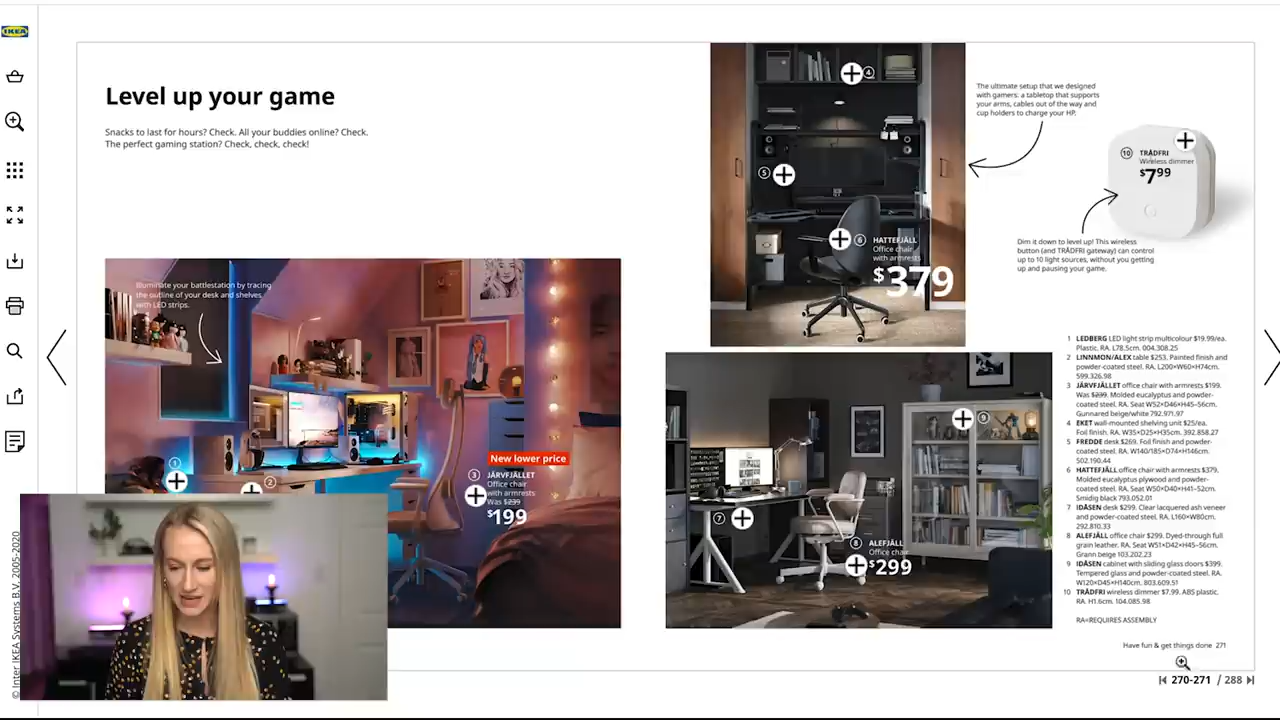 IKEA
Level up your game
Snacks to last for hours? Check. All your buddies online? Check.
The perfect gaming station? Check, check, check!
Illuminate your battlestation by tracing
the outline of your desk and shelves
with LED strips.
1
2
New lower price
3 JÄRVFJÄLLET
Office chair
with armrests
Was $239
$199
4
5
6 HATTEFJÄLL
Office chair
with armrests
$379
The ultimate setup that we designed
with gamers. a tabletop that supports
your arms, cables out of the way and
cup holders to charge your HP.
10 TRÅDFRI
Wireless dimmer
$7.99
Dim it down to level up! This wireless
button (and TRÅDFRI gateway) can control
up to 10 light sources, without you getting
up and pausing your game.
7
8 ALEFJÄLL
Office chair
$299
9
1 LEDBERG LED light strip multicolour $19.99/ea.
Plastic. RA. L78.5cm. 004.308.25
2 LINNMON/ALEX table $253. Painted finish and
powder-coated steel. RA. L200×W60×H74cm.
599.326.98
3 JÄRVFJÄLLET office chair with armrests $199.
Was $239. Molded eucalyptus and powder-
coated steel. RA. Seat W52×D46×H45–56cm.
Gunnared beige/white 792.971.97
4 EKET wall-mounted shelving unit $25/ea.
Foil finish. RA. W35×D25×H35cm. 392.858.27
5 FREDDE desk $269. Foil finish and powder-
coated steel. RA. W140/185×D74×H146cm.
502.190.44
6 HATTEFJÄLL office chair with armrests $379.
Molded eucalyptus plywood and powder-
coated steel. RA. Seat W50×D40×H41–52cm.
Smidig black 793.052.01
7 IDÅSEN desk $299. Clear lacquered ash veneer
and powder-coated steel. RA. L160×W80cm.
292.810.33
8 ALEFJÄLL office chair $299. Dyed-through full
grain leather. RA. Seat W51×D42×H45–56cm.
Grann beige 103.202.23
9 IDÅSEN cabinet with sliding glass doors $399.
Tempered glass and powder-coated steel. RA.
W120×D45×H140cm. 803.609.51
10 TRÅDFRI wireless dimmer $7.99. ABS plastic.
RA. H1.6cm. 104.085.98
RA=REQUIRES ASSEMBLY
Have fun & get things done 271
270-271 / 288
© Inter IKEA Systems B.V. 2005-2020